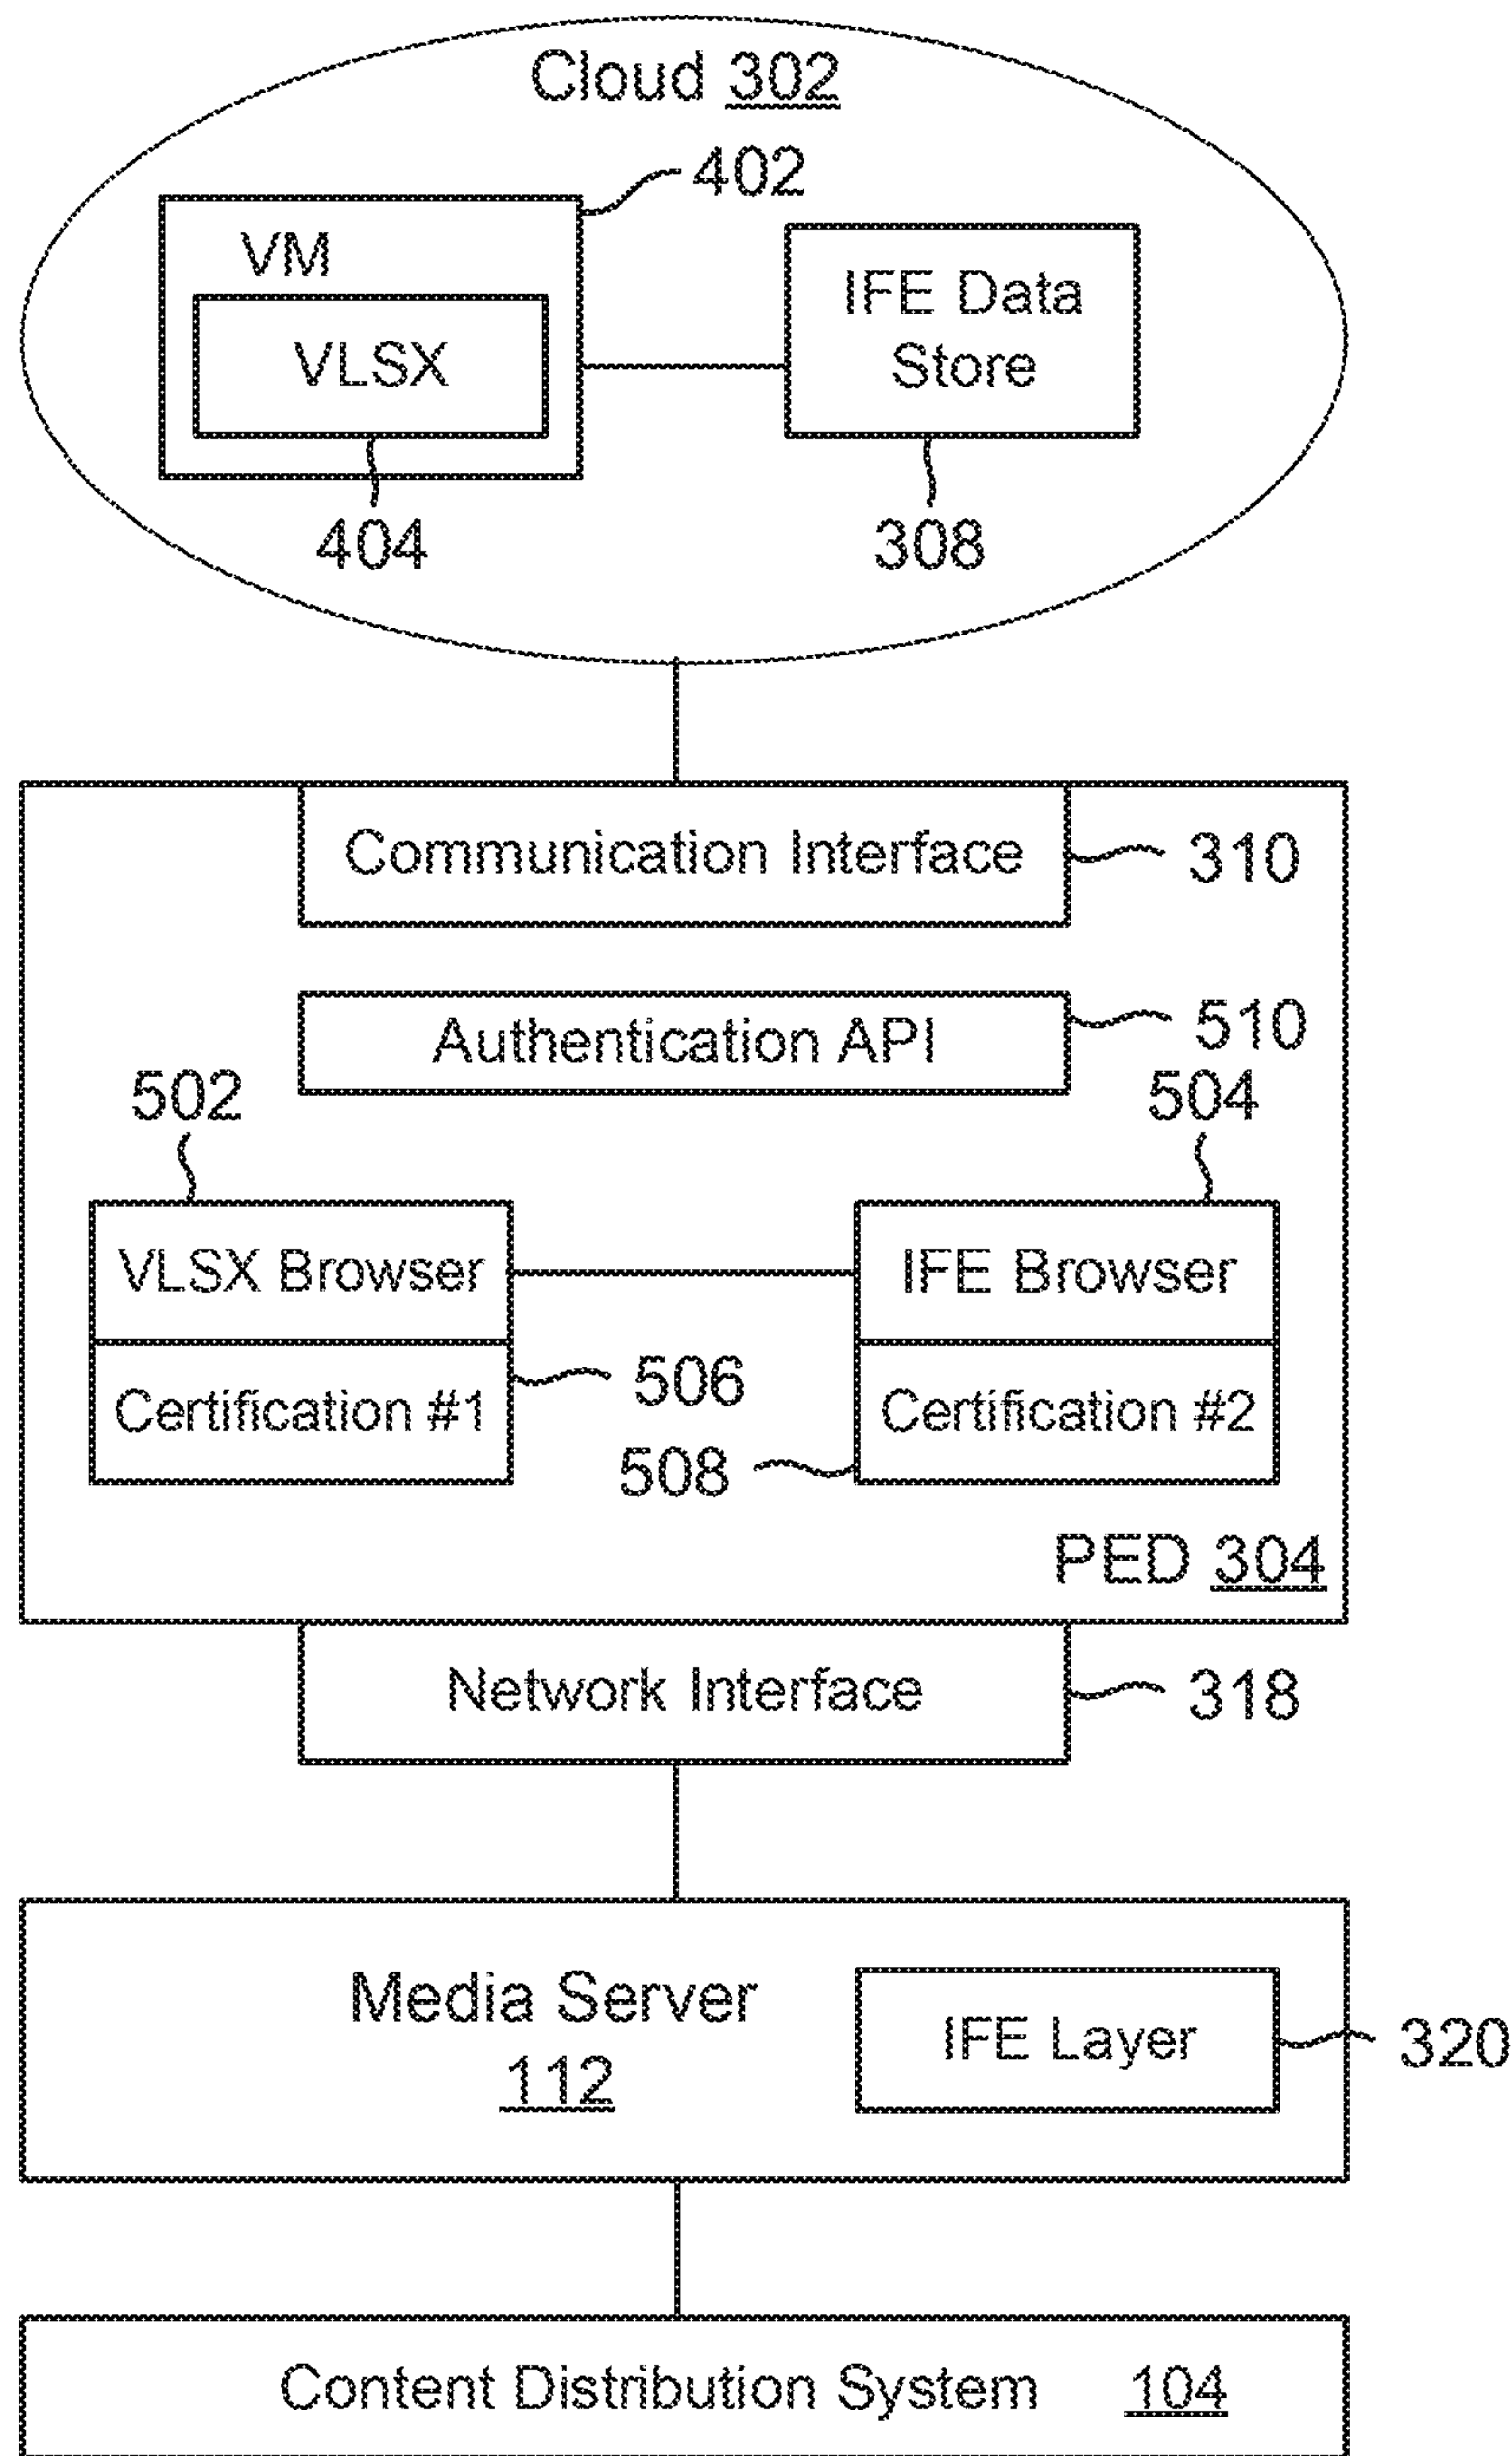 Cloud 302
402
VM
VLSX
IFE Data
Store
404
308
Communication Interface
310
Authentication API
510
502
504
VLSX Browser
IFE Browser
Certification #1
506
Certification #2
508
PED 304
Network Interface
318
Media Server
112
IFE Layer
320
Content Distribution System 104